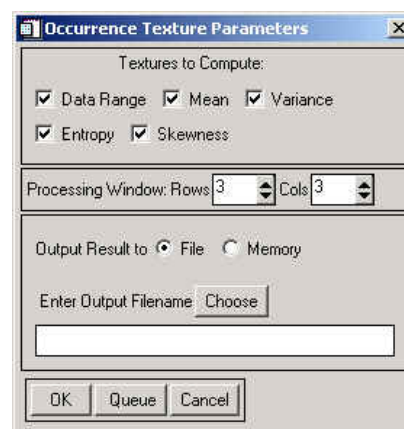 Occurrence Texture Parameters
Textures to Compute:
Data Range Mean Variance
Entropy Skewness
Processing Window: Rows 3 Cols 3
Output Result to File Memory
Enter Output Filename Choose
OK Queue Cancel